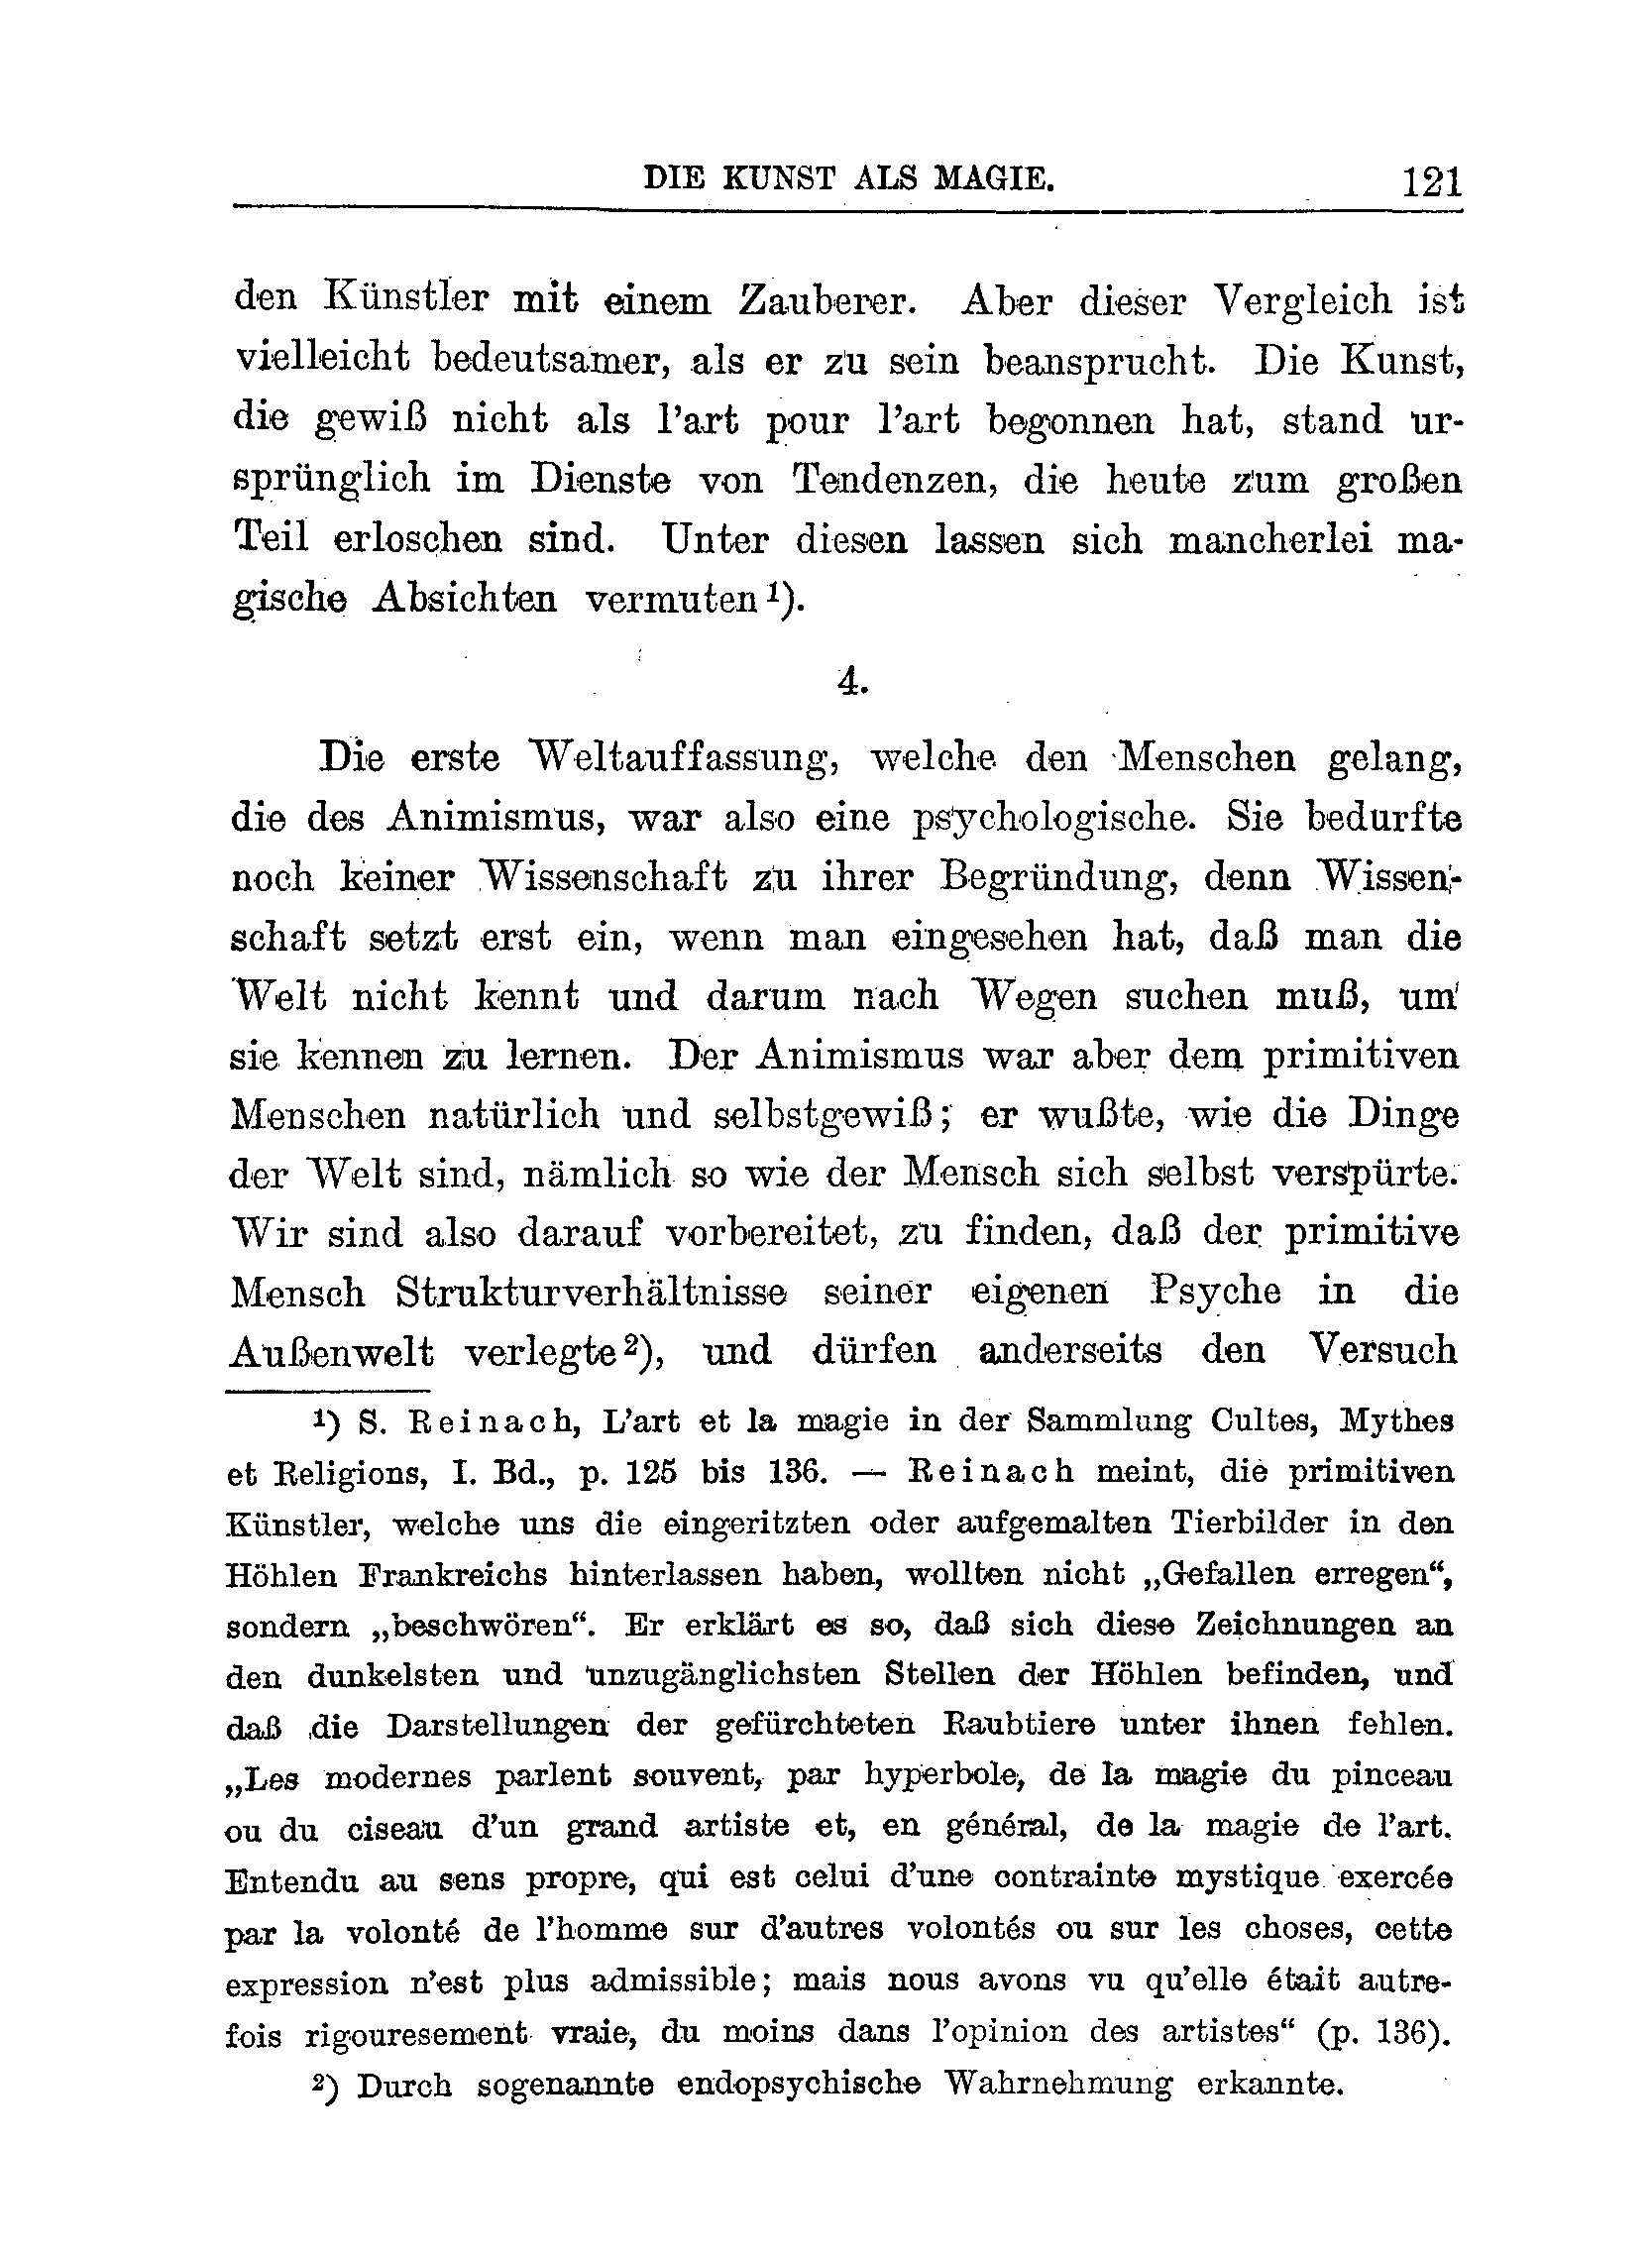 DIE KUNST ALS MAGIE. 121
den Künstler mit einem Zauberer. Aber dieser Vergleich ist
vielleicht bedeutsamer, als er zu sein beansprucht. Die Kunst,
die gewiß nicht als l'art pour l'art begonnen hat, stand ur-
sprünglich im Dienste von Tendenzen, die heute zum großen
Teil erloschen sind. Unter diesen lassen sich mancherlei ma-
gische Absichten vermuten¹).
4.
Die erste Weltauffassung, welche den Menschen gelang,
die des Animismus, war also eine psychologische. Sie bedurfte
noch keiner Wissenschaft zu ihrer Begründung, denn Wissen-
schaft setzt erst ein, wenn man eingesehen hat, daß man die
Welt nicht kennt und darum nach Wegen suchen muß, um
sie kennen zu lernen. Der Animismus war aber dem primitiven
Menschen natürlich und selbstgewiß; er wußte, wie die Dinge
der Welt sind, nämlich so wie der Mensch sich selbst verspürte.
Wir sind also darauf vorbereitet, zu finden, daß der primitive
Mensch Strukturverhältnisse seiner eigenen Psyche in die
Außenwelt verlegte²), und dürfen anderseits den Versuch
¹) S. Reinach, L'art et la magie in der Sammlung Cultes, Mythes
et Religions, I. Bd., p. 125 bis 136. — Reinach meint, die primitiven
Künstler, welche uns die eingeritzten oder aufgemalten Tierbilder in den
Höhlen Frankreichs hinterlassen haben, wollten nicht „Gefallen erregen“,
sondern „beschwören“. Er erklärt es so, daß sich diese Zeichnungen an
den dunkelsten und unzugänglichsten Stellen der Höhlen befinden, und
daß die Darstellungen der gefürchteten Raubtiere unter ihnen fehlen.
„Les modernes parlent souvent, par hyperbole, de la magie du pinceau
ou du ciseau d'un grand artiste et, en général, de la magie de l'art.
Entendu au sens propre, qui est celui d'une contrainte mystique exercée
par la volonté de l'homme sur d'autres volontés ou sur les choses, cette
expression n'est plus admissible; mais nous avons vu qu'elle était autre-
fois rigouresement vraie, du moins dans l'opinion des artistes“ (p. 136).
²) Durch sogenannte endopsychische Wahrnehmung erkannte.